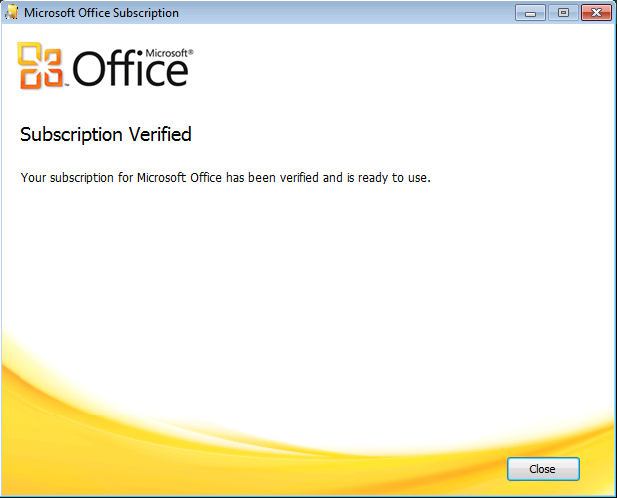 Microsoft Office Subscription
Microsoft®
Office™
Subscription Verified
Your subscription for Microsoft Office has been verified and is ready to use.
Close